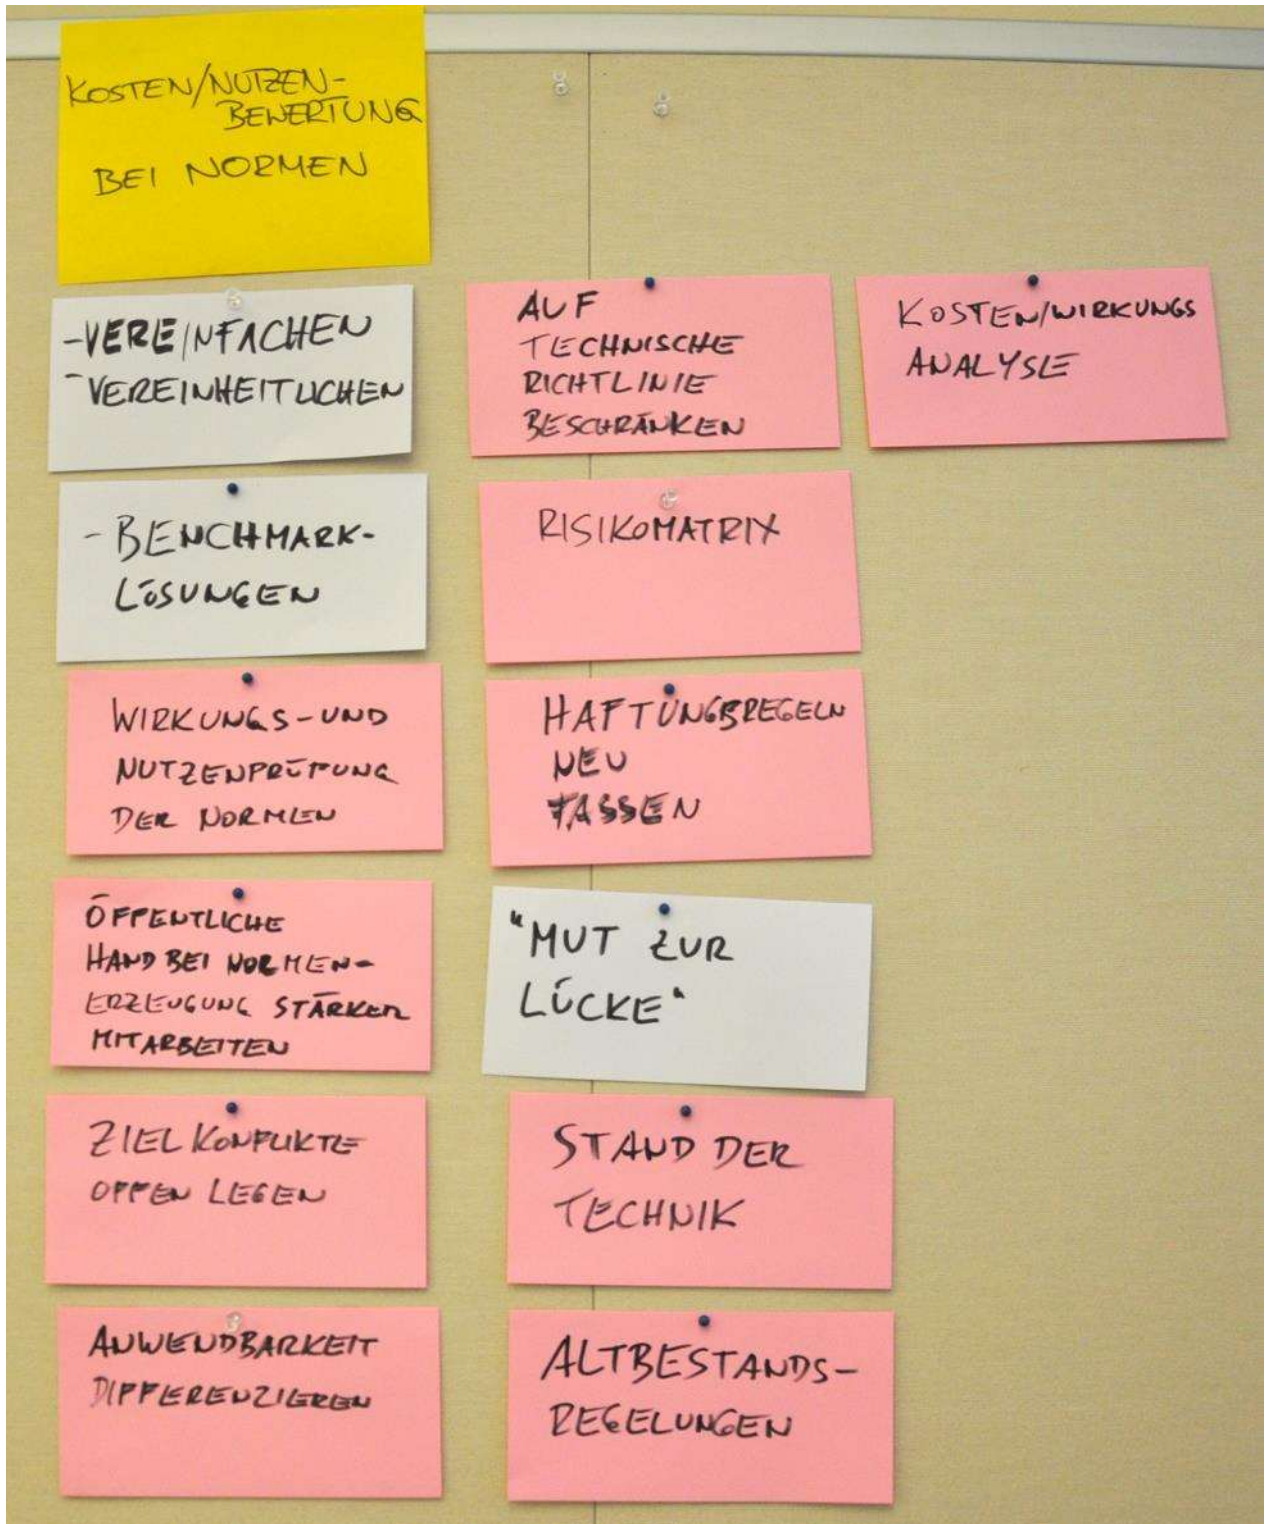 KOSTEN/NUTZEN-
BEWERTUNG
BEI NORMEN
-VEREINFACHEN
-VEREINHEITLICHEN
-BENCHMARK-
LÖSUNGEN
WIRKUNGS-UND
NUTZENPRÜFUNG
DER NORMEN
ÖFFENTLICHE
HAND BEI NORMEN-
ERZEUGUNG STÄRKER
MITARBEITEN
ZIELKONFLIKTE
OFFEN LEGEN
ANWENDBARKEIT
DIFFERENZIEREN
AUF
TECHNISCHE
RICHTLINIE
BESCHRÄNKEN
RISIKOMATRIX
HAFTUNGSREGELN
NEU
FASSEN
"MUT ZUR
LÜCKE"
STAND DER
TECHNIK
ALTBESTANDS-
REGELUNGEN
KOSTEN/WIRKUNGS
ANALYSE